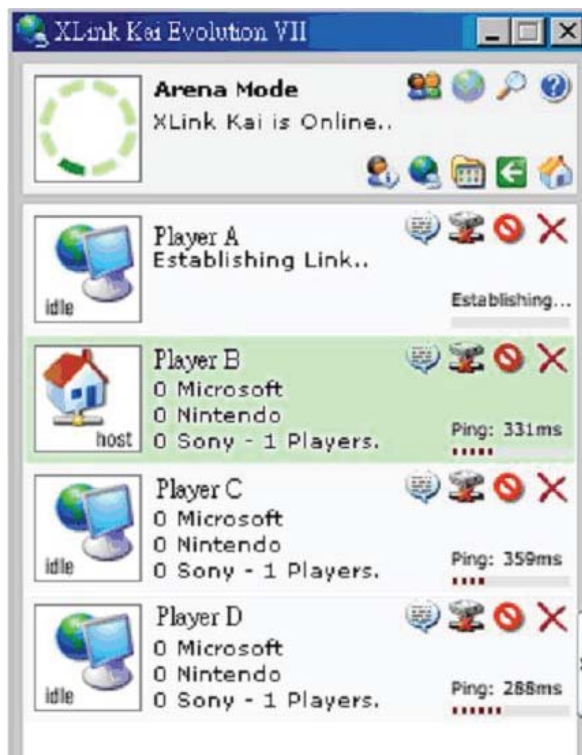 XLink Kai Evolution VII
Arena Mode
XLink Kai is Online..
Player A
Establishing Link..
idle
Establishing...
Player B
0 Microsoft
0 Nintendo
host
0 Sony - 1 Players.
Ping: 331ms
Player C
0 Microsoft
0 Nintendo
idle
0 Sony - 1 Players.
Ping: 359ms
Player D
0 Microsoft
0 Nintendo
idle
0 Sony - 1 Players.
Ping: 288ms